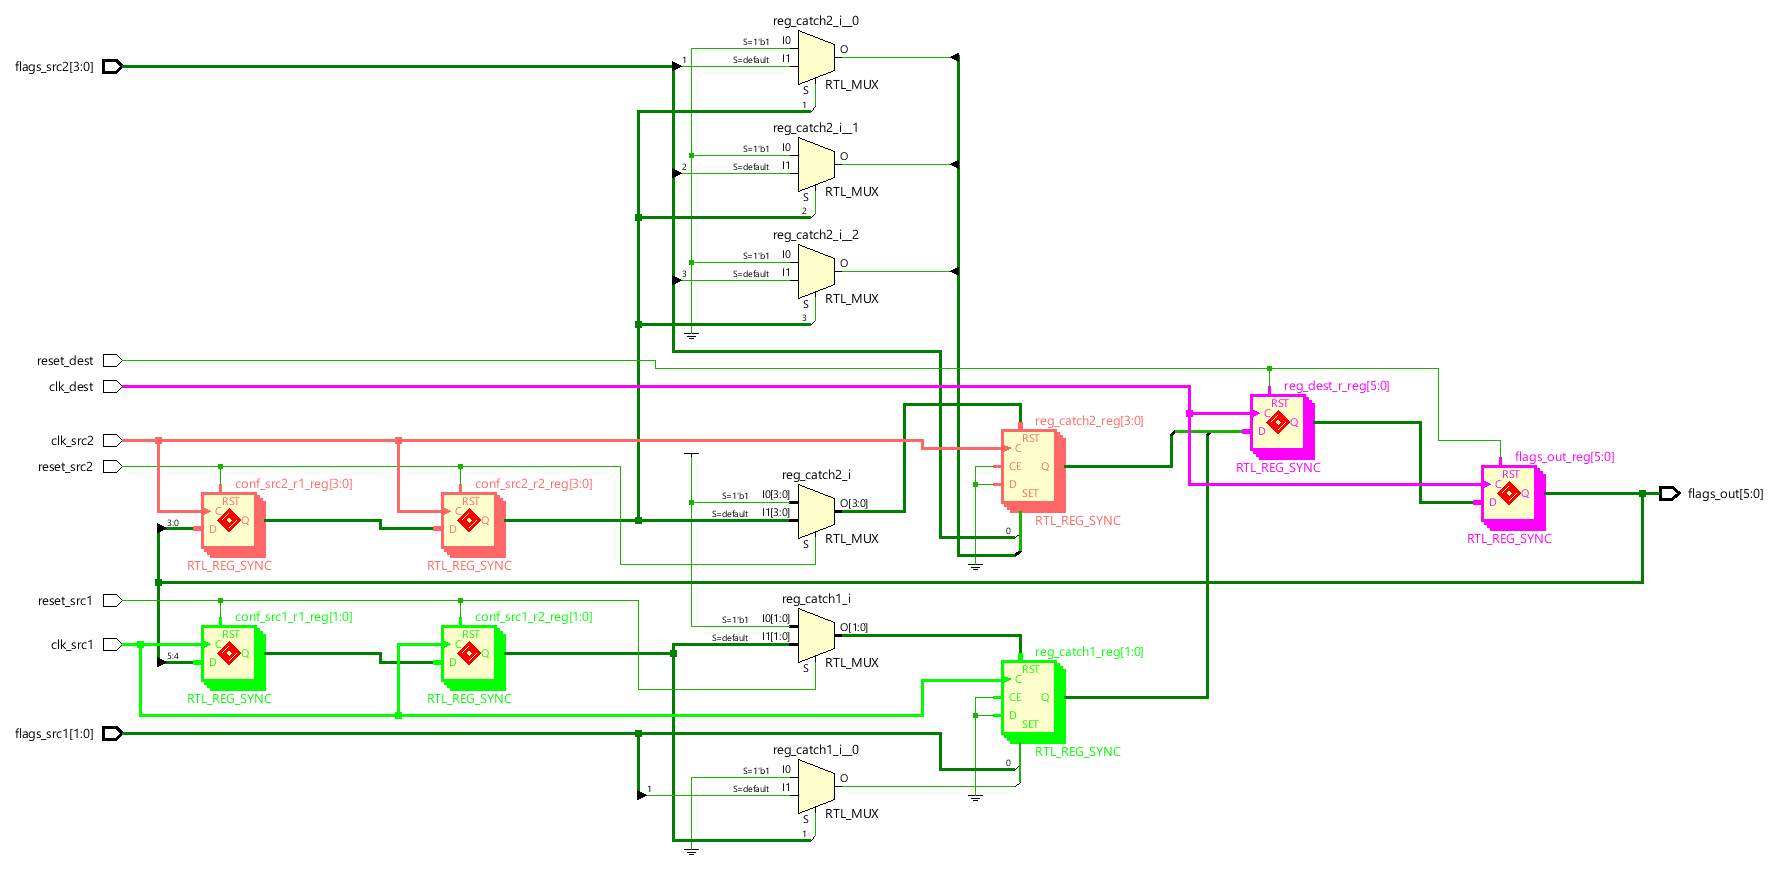 reg_catch2_i__0
S=1'b1 I0
S=default I1
O
S
RTL_MUX
1
1
flags_src2[3:0]
reg_catch2_i__1
S=1'b1 I0
S=default I1
O
S
RTL_MUX
2
2
reg_catch2_i__2
S=1'b1 I0
S=default I1
O
S
RTL_MUX
3
3
reset_dest
clk_dest
clk_src2
reset_src2
conf_src2_r1_reg[3:0]
RST
C
D
Q
RTL_REG_SYNC
3:0
conf_src2_r2_reg[3:0]
RST
C
D
Q
RTL_REG_SYNC
reg_catch2_i
S=1'b1 I0[3:0]
S=default I1[3:0]
O[3:0]
S
RTL_MUX
reg_catch2_reg[3:0]
RST
C
CE
D
Q
SET
RTL_REG_SYNC
0
reg_dest_r_reg[5:0]
RST
C
D
Q
RTL_REG_SYNC
flags_out_reg[5:0]
RST
C
D
Q
RTL_REG_SYNC
flags_out[5:0]
reset_src1
clk_src1
conf_src1_r1_reg[1:0]
RST
C
D
Q
RTL_REG_SYNC
5:4
conf_src1_r2_reg[1:0]
RST
C
D
Q
RTL_REG_SYNC
reg_catch1_i
S=1'b1 I0[1:0]
S=default I1[1:0]
O[1:0]
S
RTL_MUX
reg_catch1_reg[1:0]
RST
C
CE
D
Q
SET
RTL_REG_SYNC
0
flags_src1[1:0]
reg_catch1_i__0
S=1'b1 I0
S=default I1
O
S
RTL_MUX
1
1